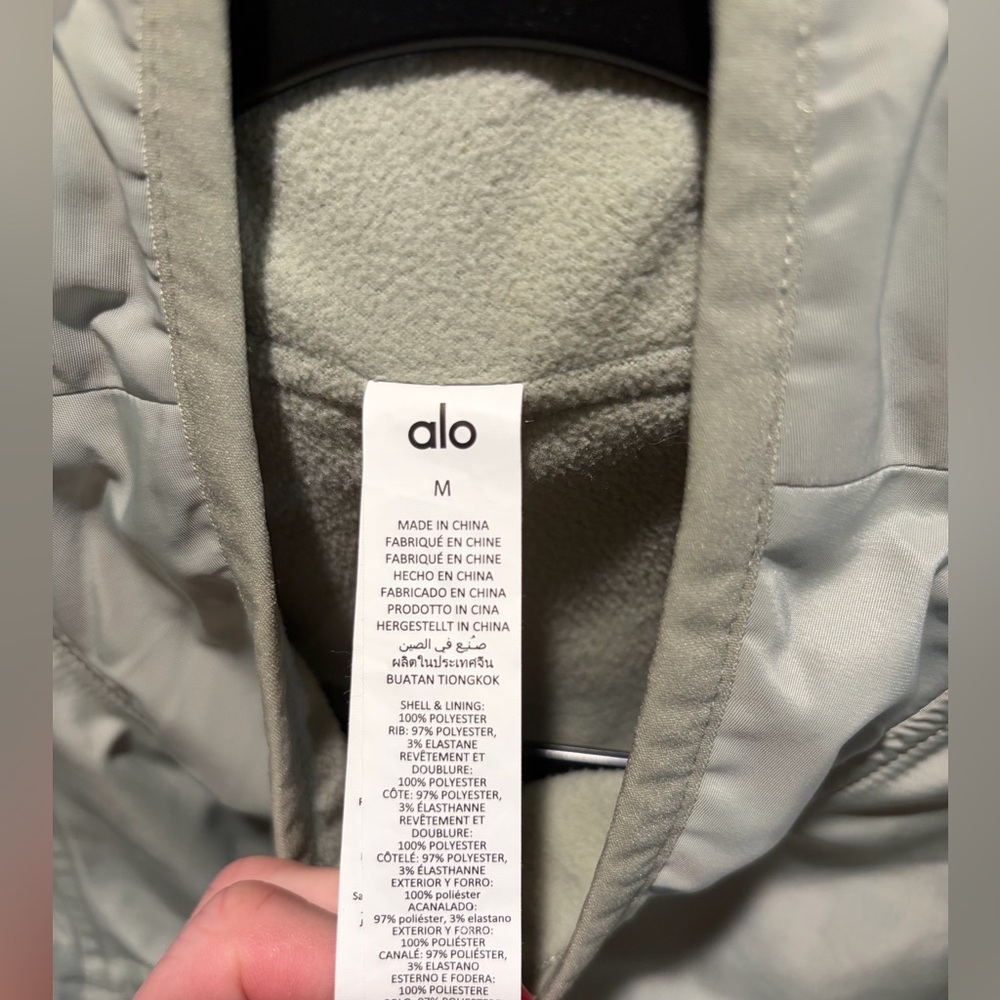 alo
M
MADE IN CHINA
FABRIQUÉ EN CHINE
FABRIQUÉ EN CHINE
HECHO EN CHINA
FABRICADO EN CHINA
PRODOTTO IN CINA
HERGESTELLT IN CHINA
صُنِع في الصين
ผลิตในประเทศจีน
BUATAN TIONGKOK
SHELL & LINING:
100% POLYESTER
RIB: 97% POLYESTER,
3% ELASTANE
REVÊTEMENT ET
DOUBLURE:
100% POLYESTER
CÔTE: 97% POLYESTER,
3% ÉLASTHANNE
REVÊTEMENT ET
DOUBLURE:
100% POLYESTER
CÔTELÉ: 97% POLYESTER,
3% ÉLASTHANNE
EXTERIOR Y FORRO:
100% poliéster
ACANALADO:
97% poliéster, 3% elastano
EXTERIOR Y FORRO:
100% POLIÉSTER
CANALÉ: 97% POLIÉSTER,
3% ELASTANO
ESTERNO E FODERA:
100% POLIESTERE